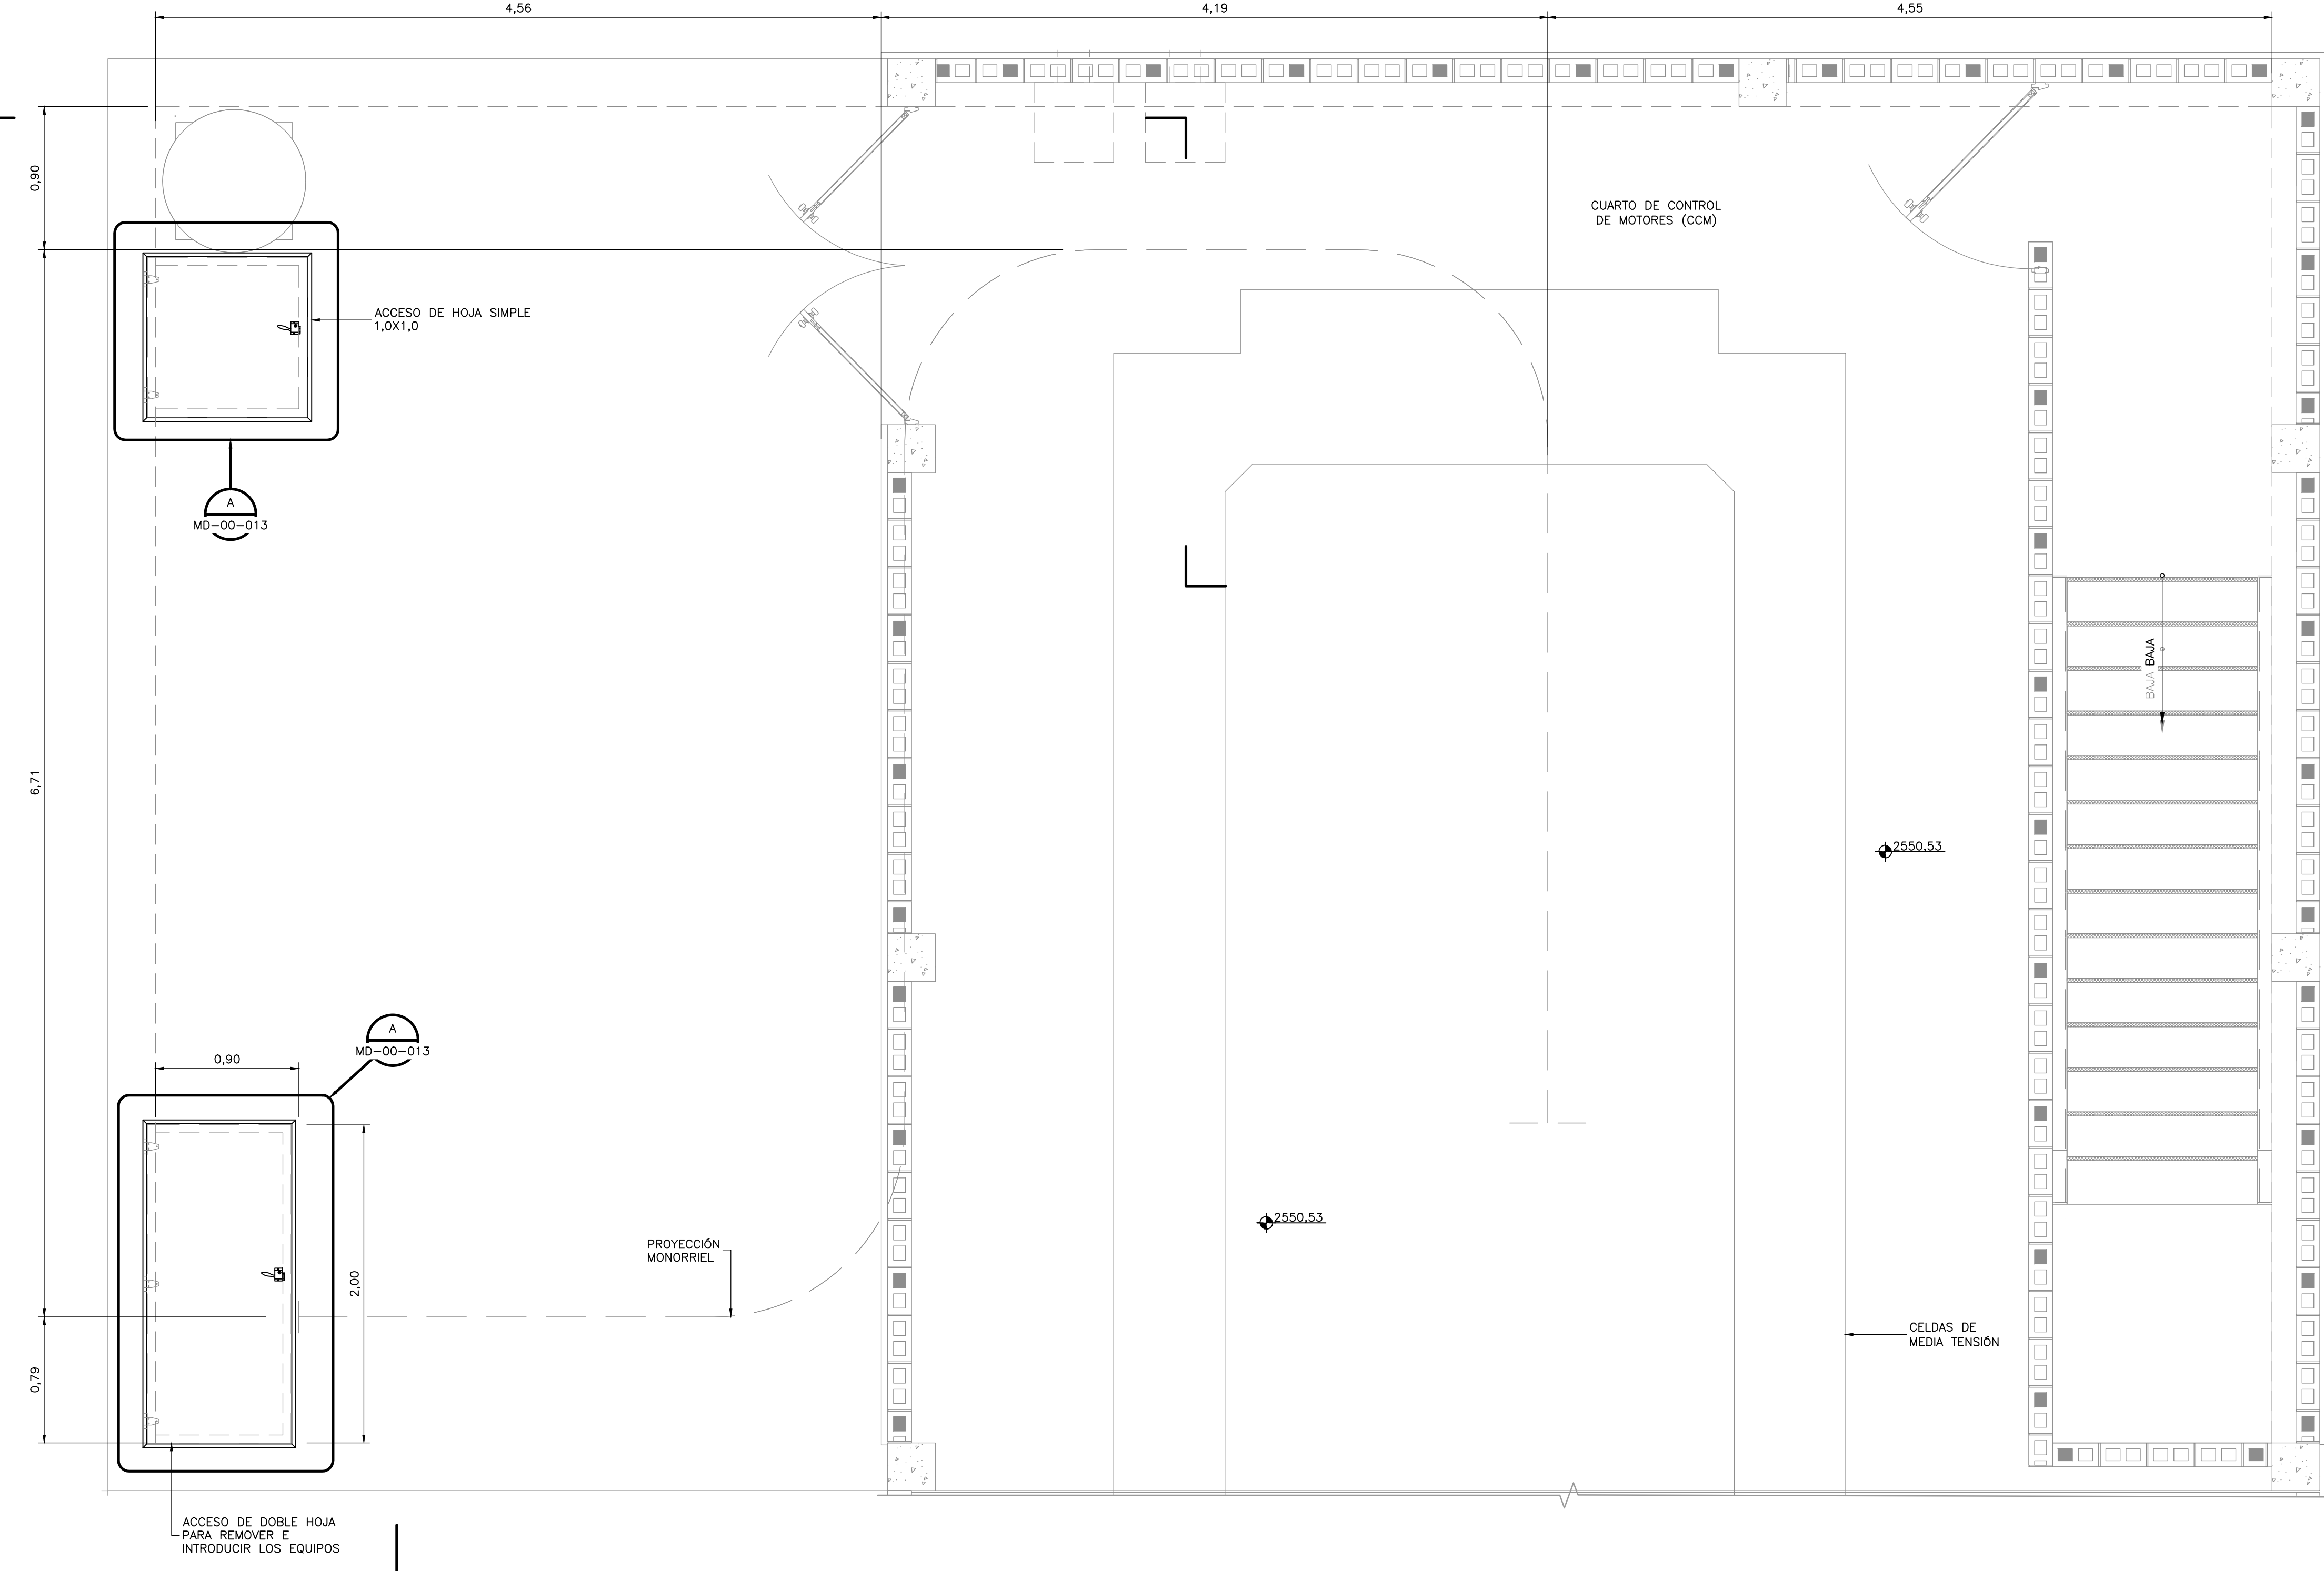 4,56
4,19
4,55
0,90
CUARTO DE CONTROL
DE MOTORES (CCM)
ACCESO DE HOJA SIMPLE
1,0X1,0
A
MD-00-013
BAJA
BAJA
6,71
2550,53
A
MD-00-013
0,90
2550,53
PROYECCIÓN
MONORRIEL
2,00
CELDAS DE
MEDIA TENSIÓN
0,79
ACCESO DE DOBLE HOJA
PARA REMOVER E
INTRODUCIR LOS EQUIPOS